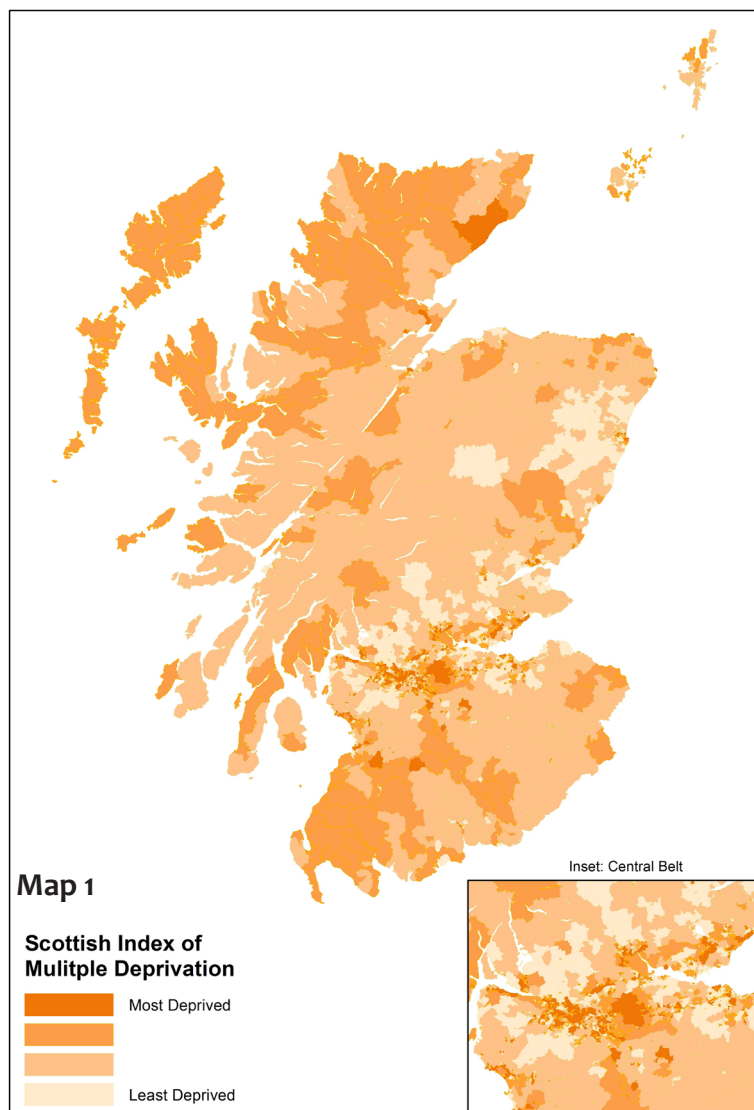 Inset: Central Belt
Map 1
Scottish Index of
Mulitple Deprivation
Most Deprived
Least Deprived